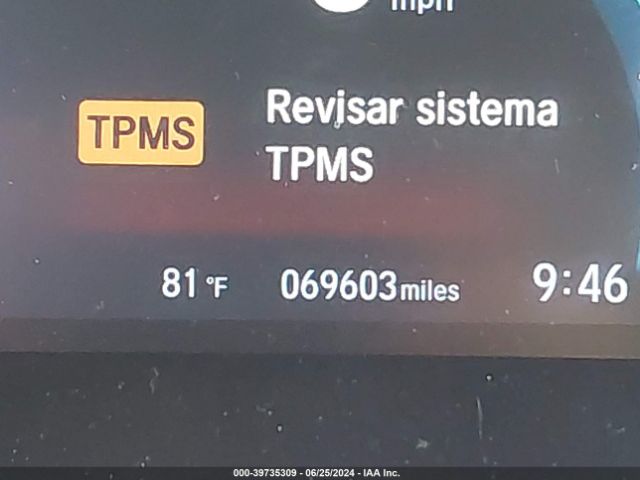 mph
TPMS
Revisar sistema
TPMS
81 °F 069603 miles 9:46
000-39735309 - 06/25/2024 - IAA Inc.